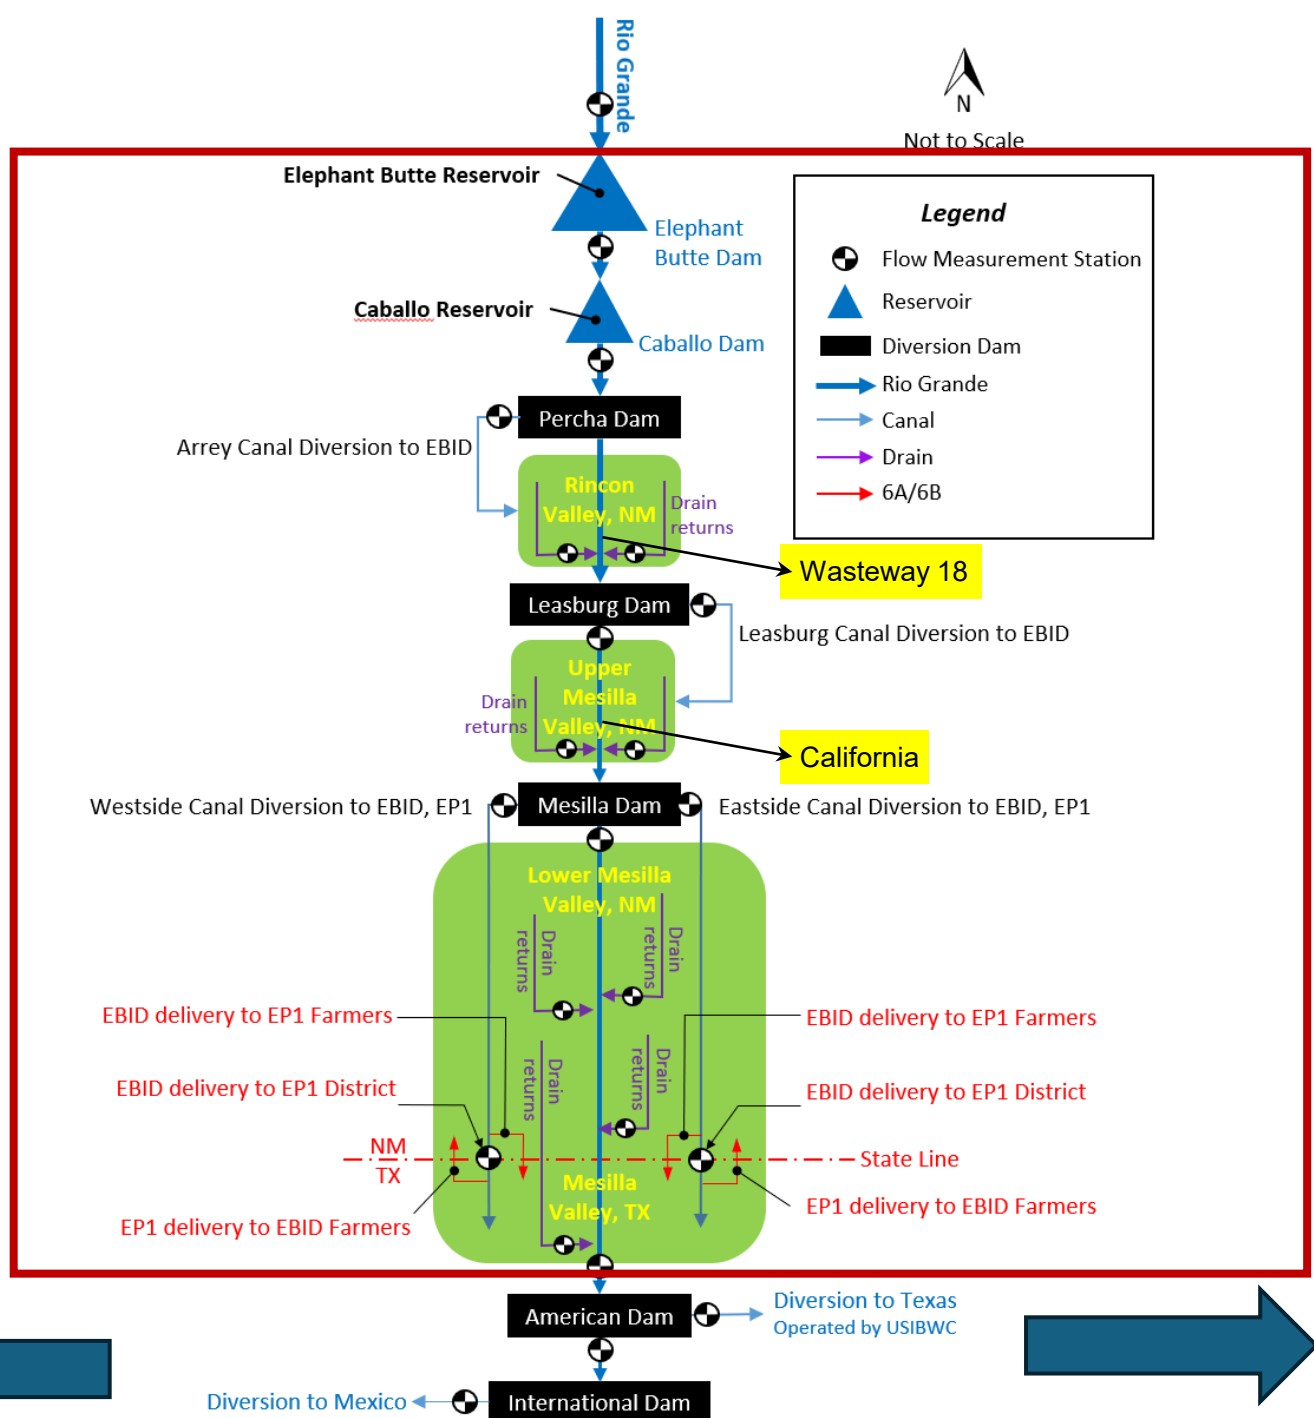 Rio Grande
N
Not to Scale
Elephant Butte Reservoir
Elephant
Butte Dam
Caballo Reservoir
Caballo Dam
Legend
Flow Measurement Station
Reservoir
Diversion Dam
Rio Grande
Canal
Drain
6A/6B
Percha Dam
Arrey Canal Diversion to EBID
Rincon
Valley, NM
Drain
returns
Wasteway 18
Leasburg Dam
Leasburg Canal Diversion to EBID
Upper
Mesilla
Valley, NM
Drain
returns
California
Westside Canal Diversion to EBID, EP1
Mesilla Dam
Eastside Canal Diversion to EBID, EP1
Lower Mesilla
Valley, NM
Drain
returns
Drain
returns
EBID delivery to EP1 Farmers
EBID delivery to EP1 Farmers
Drain
returns
Drain
returns
EBID delivery to EP1 District
EBID delivery to EP1 District
NM
TX
State Line
Mesilla
Valley, TX
EP1 delivery to EBID Farmers
EP1 delivery to EBID Farmers
American Dam
Diversion to Texas
Operated by USIBWC
Diversion to Mexico
International Dam